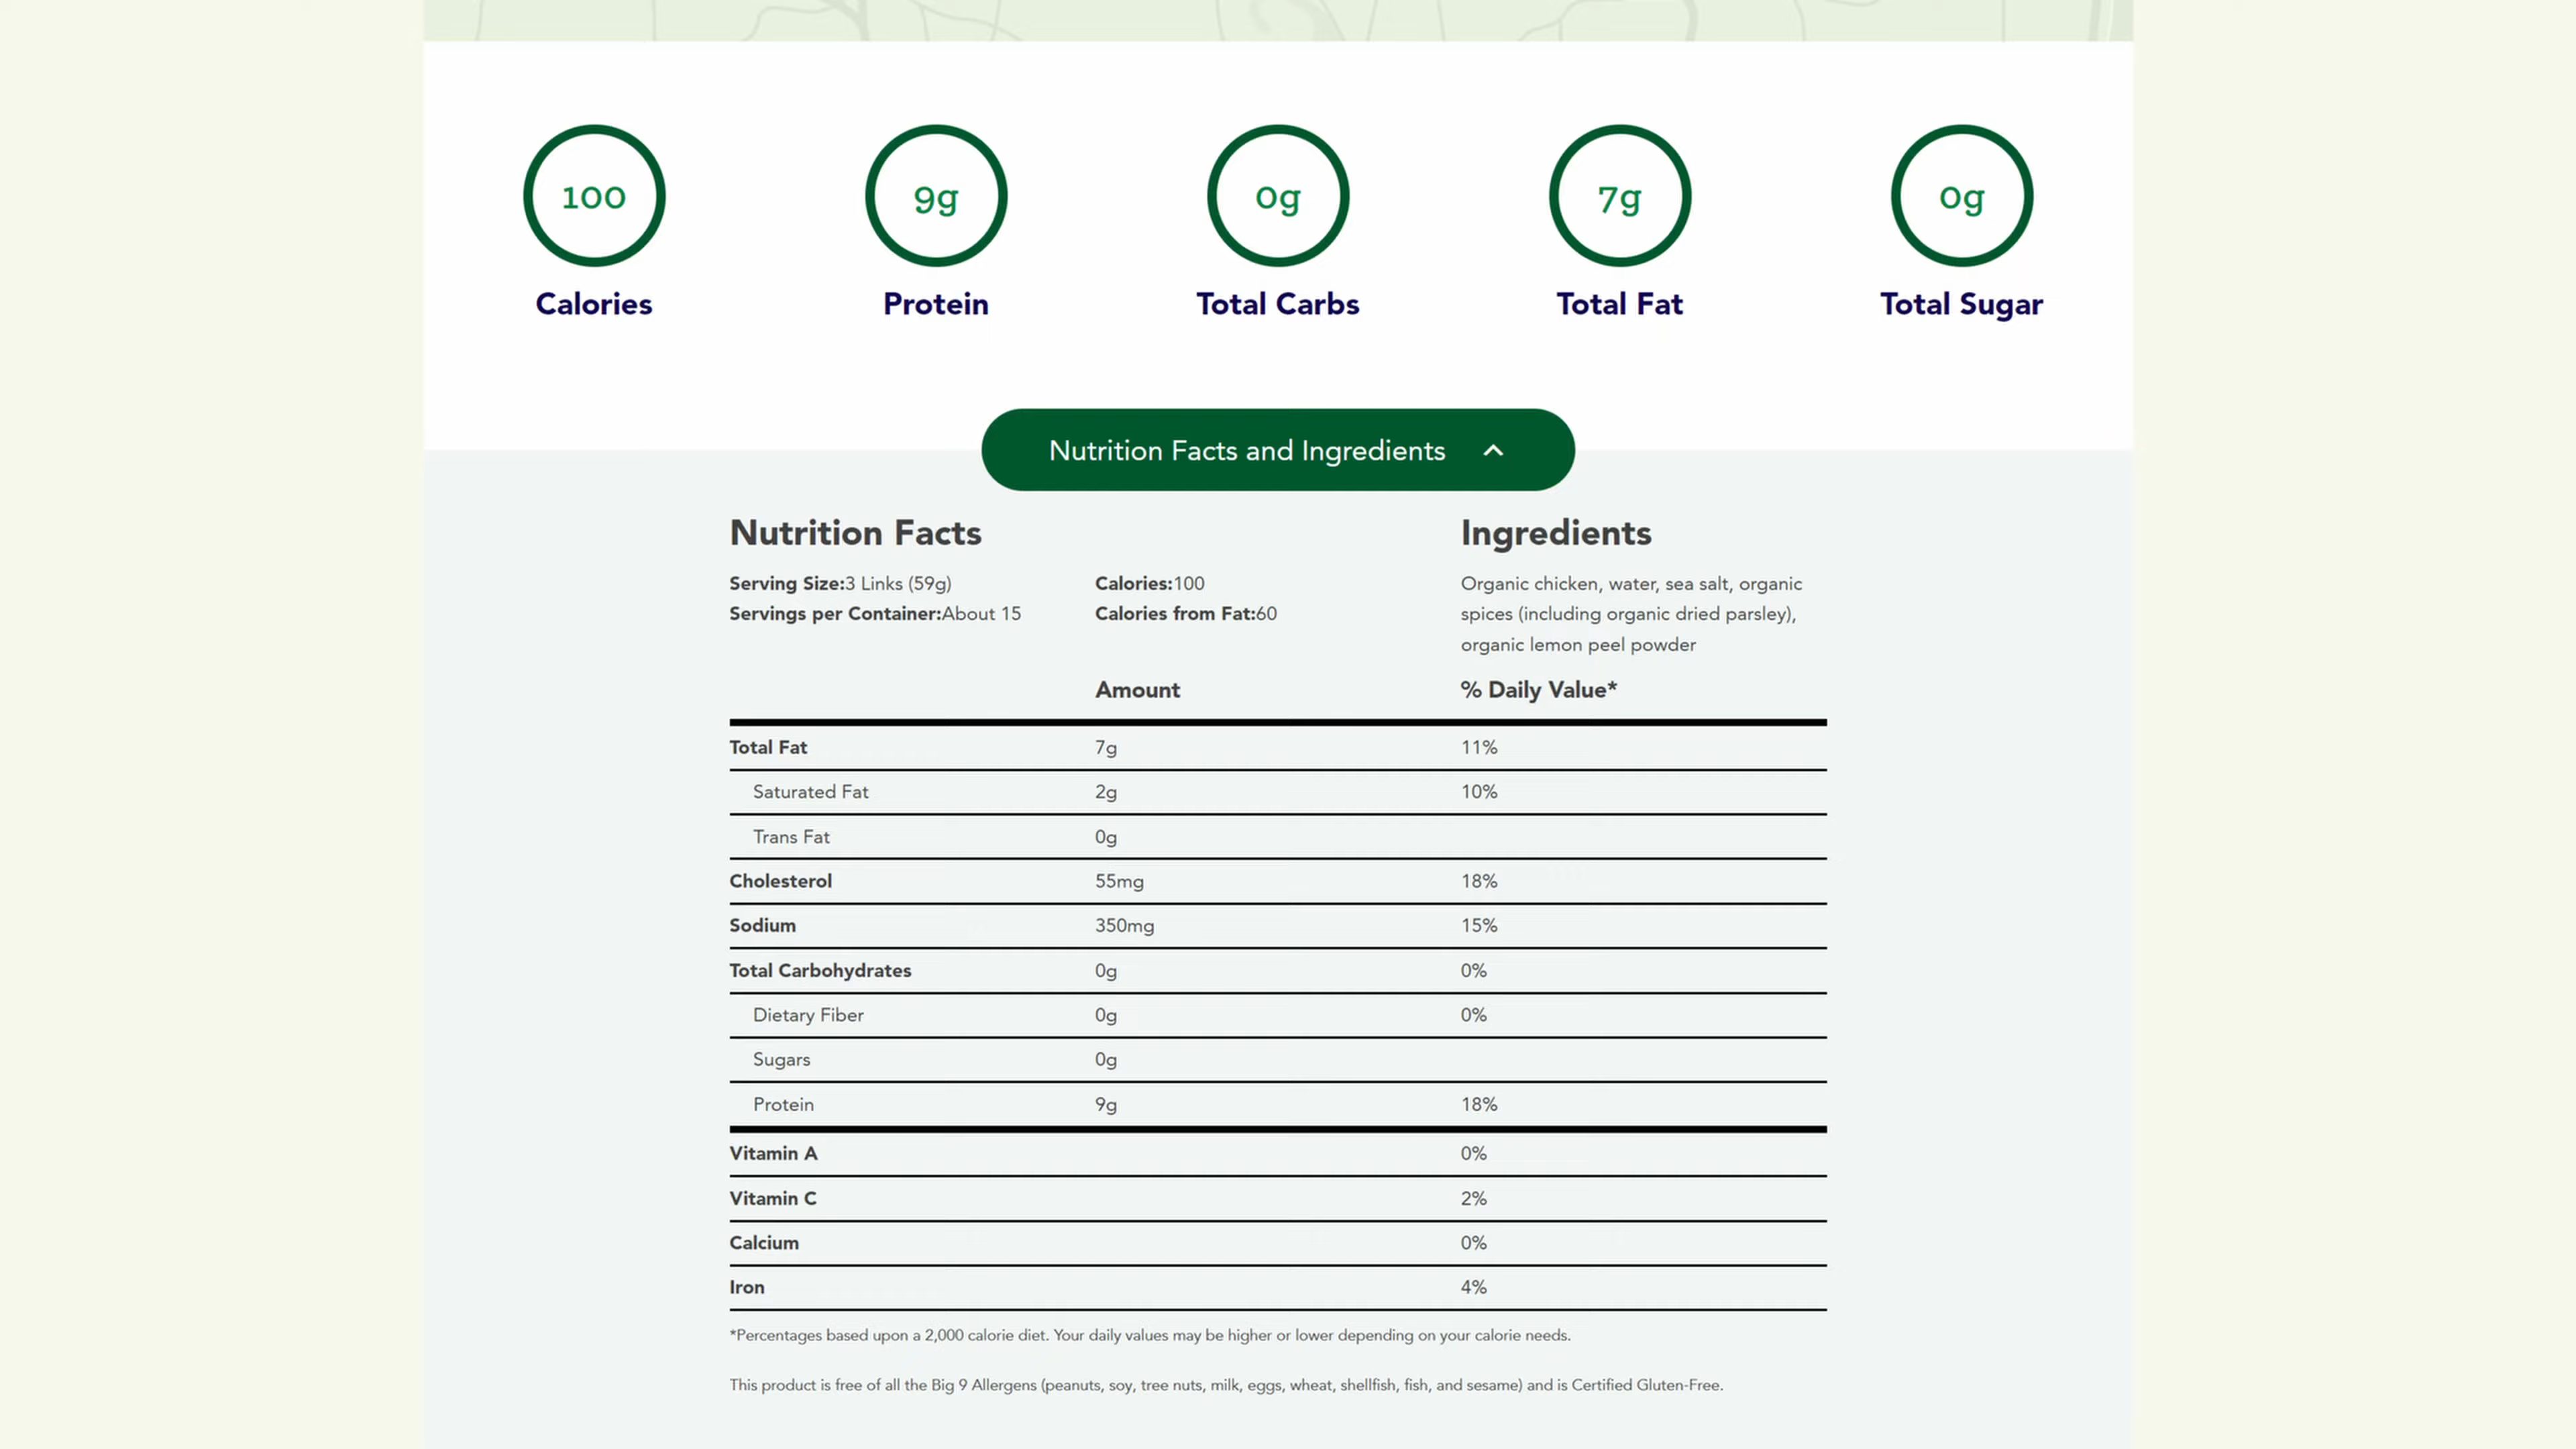 100
9g
0g
7g
0g
Calories
Protein
Total Carbs
Total Fat
Total Sugar
Nutrition Facts and Ingredients
Nutrition Facts
Serving Size:3 Links (59g)
Servings per Container:About 15
Calories:100
Calories from Fat:60
Ingredients
Organic chicken, water, sea salt, organic
spices (including organic dried parsley),
organic lemon peel powder
Amount % Daily Value*
Total Fat 7g 11%
Saturated Fat 2g 10%
Trans Fat 0g
Cholesterol 55mg 18%
Sodium 350mg 15%
Total Carbohydrates 0g 0%
Dietary Fiber 0g 0%
Sugars 0g
Protein 9g 18%
Vitamin A 0%
Vitamin C 2%
Calcium 0%
Iron 4%
*Percentages based upon a 2,000 calorie diet. Your daily values may be higher or lower depending on your calorie needs.
This product is free of all the Big 9 Allergens (peanuts, soy, tree nuts, milk, eggs, wheat, shellfish, fish, and sesame) and is Certified Gluten-Free.